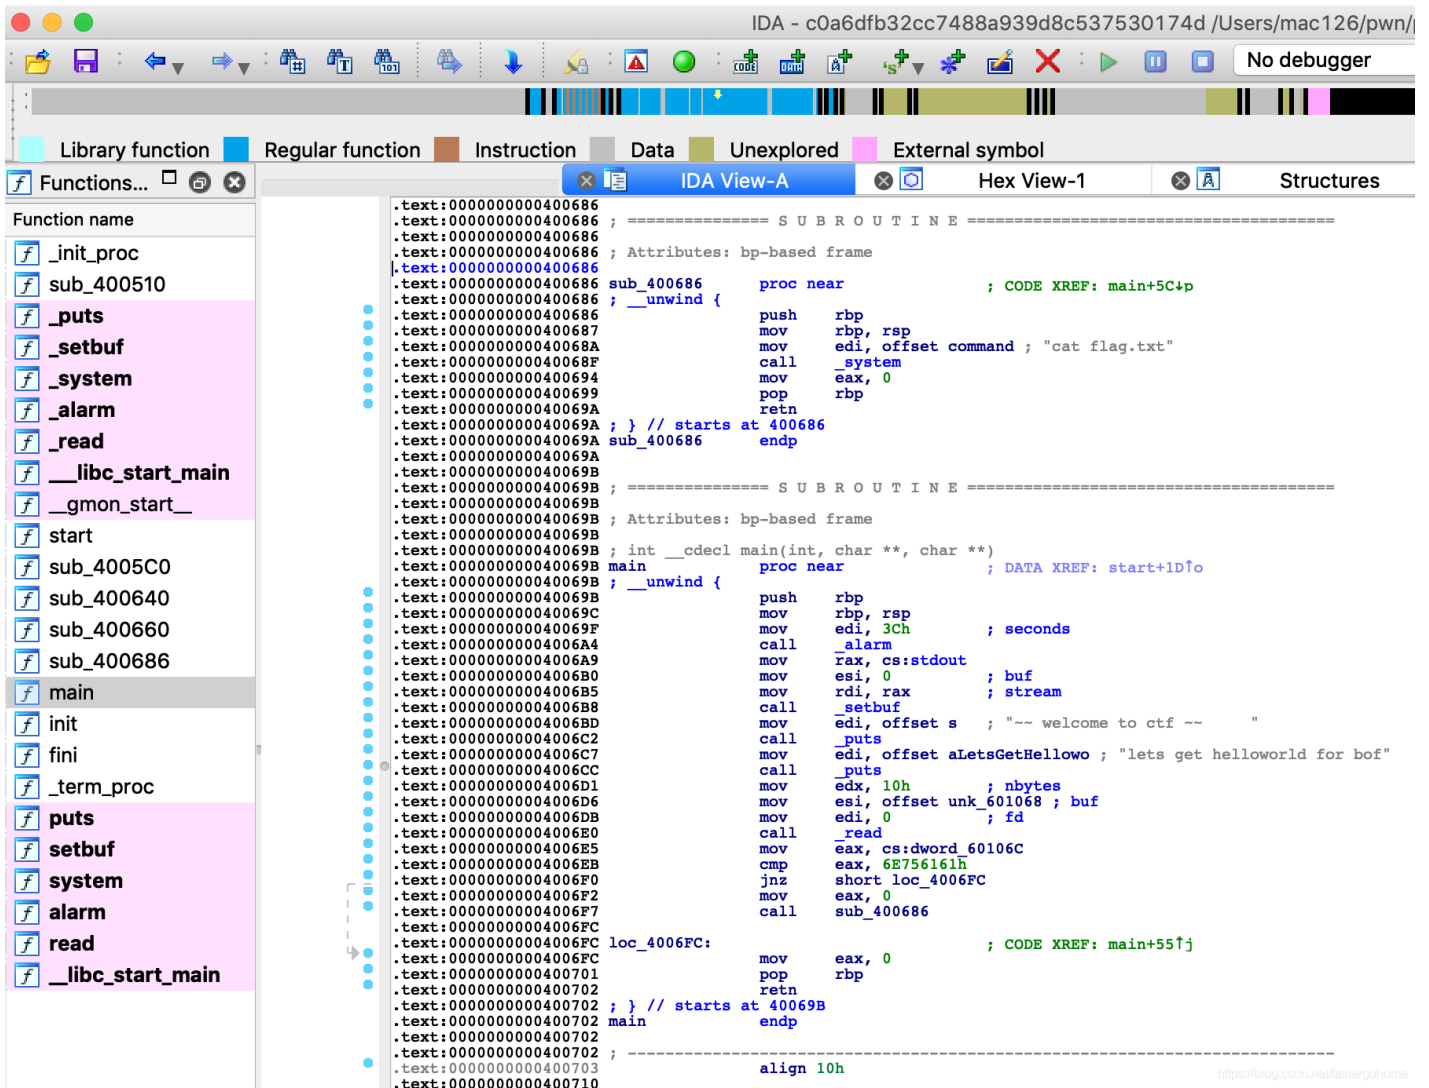 IDA - c0a6dfb32cc7488a939d8c537530174d /Users/mac126/pwn/
No debugger
Library function Regular function Instruction Data Unexplored External symbol
Functions... IDA View-A Hex View-1 Structures
Function name
_init_proc
sub_400510
_puts
_setbuf
_system
_alarm
_read
___libc_start_main
__gmon_start__
start
sub_4005C0
sub_400640
sub_400660
sub_400686
main
init
fini
_term_proc
puts
setbuf
system
alarm
read
__libc_start_main
.text:0000000000400686
.text:0000000000400686 ; =============== S U B R O U T I N E =======================================
.text:0000000000400686
.text:0000000000400686 ; Attributes: bp-based frame
.text:0000000000400686
.text:0000000000400686 sub_400686 proc near ; CODE XREF: main+5C↓p
.text:0000000000400686 ; __unwind {
.text:0000000000400686 push rbp
.text:0000000000400687 mov rbp, rsp
.text:000000000040068A mov edi, offset command ; "cat flag.txt"
.text:000000000040068F call _system
.text:0000000000400694 mov eax, 0
.text:0000000000400699 pop rbp
.text:000000000040069A retn
.text:000000000040069A ; } // starts at 400686
.text:000000000040069A sub_400686 endp
.text:000000000040069A
.text:000000000040069B
.text:000000000040069B ; =============== S U B R O U T I N E =======================================
.text:000000000040069B
.text:000000000040069B ; Attributes: bp-based frame
.text:000000000040069B
.text:000000000040069B ; int __cdecl main(int, char **, char **)
.text:000000000040069B main proc near ; DATA XREF: start+1D↑o
.text:000000000040069B ; __unwind {
.text:000000000040069B push rbp
.text:000000000040069C mov rbp, rsp
.text:000000000040069F mov edi, 3Ch ; seconds
.text:00000000004006A4 call _alarm
.text:00000000004006A9 mov rax, cs:stdout
.text:00000000004006B0 mov esi, 0 ; buf
.text:00000000004006B5 mov rdi, rax ; stream
.text:00000000004006B8 call _setbuf
.text:00000000004006BD mov edi, offset s ; "~~ welcome to ctf ~~     "
.text:00000000004006C2 call _puts
.text:00000000004006C7 mov edi, offset aLetsGetHellowo ; "lets get helloworld for bof"
.text:00000000004006CC call _puts
.text:00000000004006D1 mov edx, 10h ; nbytes
.text:00000000004006D6 mov esi, offset unk_601068 ; buf
.text:00000000004006DB mov edi, 0 ; fd
.text:00000000004006E0 call _read
.text:00000000004006E5 mov eax, cs:dword_60106C
.text:00000000004006EB cmp eax, 6E756161h
.text:00000000004006F0 jnz short loc_4006FC
.text:00000000004006F2 mov eax, 0
.text:00000000004006F7 call sub_400686
.text:00000000004006FC
.text:00000000004006FC loc_4006FC: ; CODE XREF: main+55↑j
.text:00000000004006FC mov eax, 0
.text:0000000000400701 pop rbp
.text:0000000000400702 retn
.text:0000000000400702 ; } // starts at 40069B
.text:0000000000400702 main endp
.text:0000000000400702
.text:0000000000400702 ; ---------------------------------------------------------------------------
.text:0000000000400703 align 10h
.text:0000000000400710
https://blog.csdn.net/fastergohome